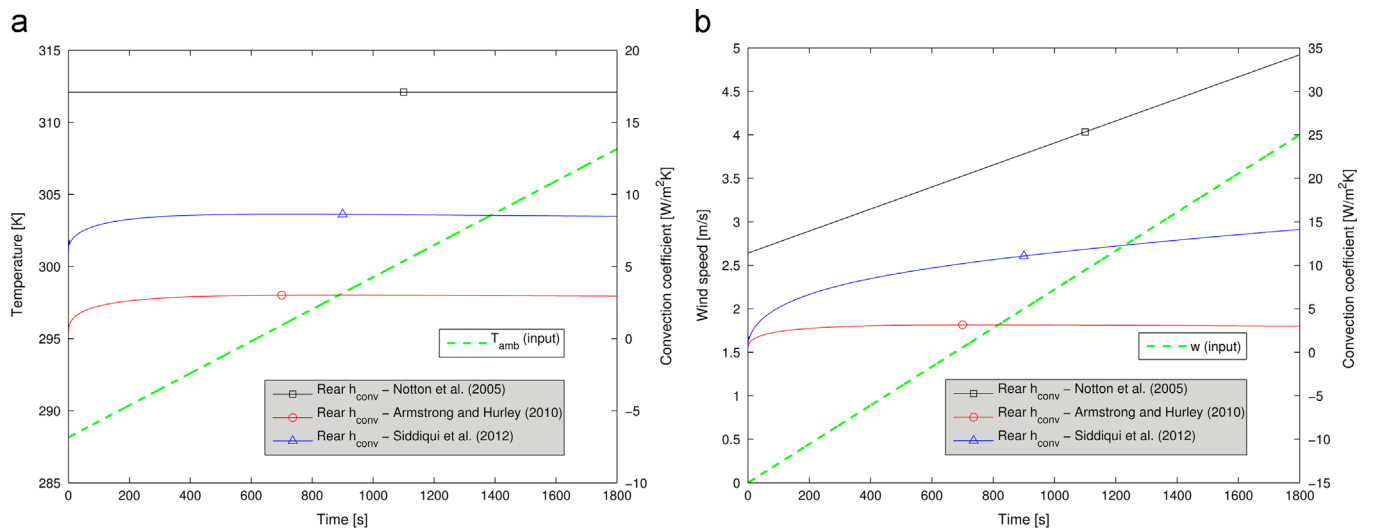 a
315
312
305
303
300
295
290
285
Temperature [K]
20
15
10
5
0
−5
−10
Convection coefficient [W/m²K]
T_amb (input)
Rear h_conv − Notton et al. (2005)
Rear h_conv − Armstrong and Hurley (2010)
Rear h_conv − Siddiqui et al. (2012)
0 200 400 600 800 1000 1200 1400 1600 1800
Time [s]
b
5
4.5
4
3.5
3
2.5
2
1.5
1
0.5
0
Wind speed [m/s]
35
30
25
20
15
10
5
0
−5
−10
−15
Convection coefficient [W/m²K]
w (input)
Rear h_conv − Notton et al. (2005)
Rear h_conv − Armstrong and Hurley (2010)
Rear h_conv − Siddiqui et al. (2012)
0 200 400 600 800 1000 1200 1400 1600 1800
Time [s]